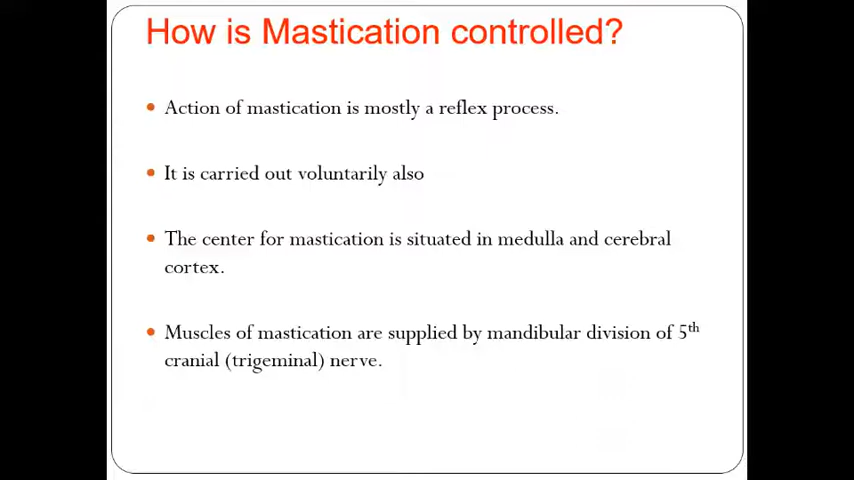 How is Mastication controlled?
• Action of mastication is mostly a reflex process.
• It is carried out voluntarily also
• The center for mastication is situated in medulla and cerebral
cortex.
• Muscles of mastication are supplied by mandibular division of 5th
cranial (trigeminal) nerve.